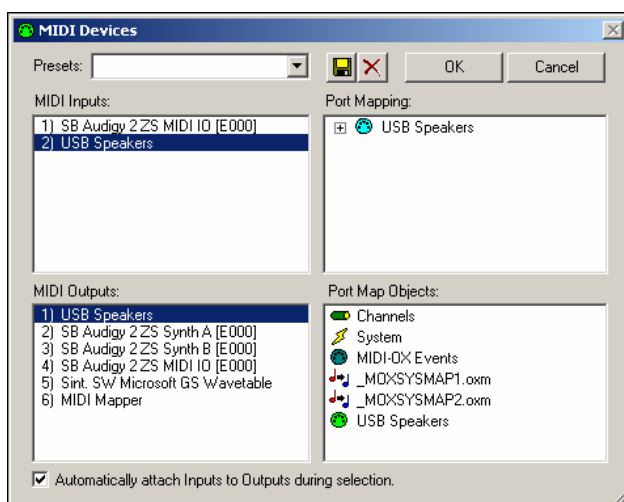 MIDI Devices
Presets:
OK
Cancel
MIDI Inputs:
1) SB Audigy 2 ZS MIDI IO [E000]
2) USB Speakers
Port Mapping:
USB Speakers
MIDI Outputs:
1) USB Speakers
2) SB Audigy 2 ZS Synth A [E000]
3) SB Audigy 2 ZS Synth B [E000]
4) SB Audigy 2 ZS MIDI IO [E000]
5) Sint. SW Microsoft GS Wavetable
6) MIDI Mapper
Port Map Objects:
Channels
System
MIDI-OX Events
_MOXSYSMAP1.oxm
_MOXSYSMAP2.oxm
USB Speakers
Automatically attach Inputs to Outputs during selection.